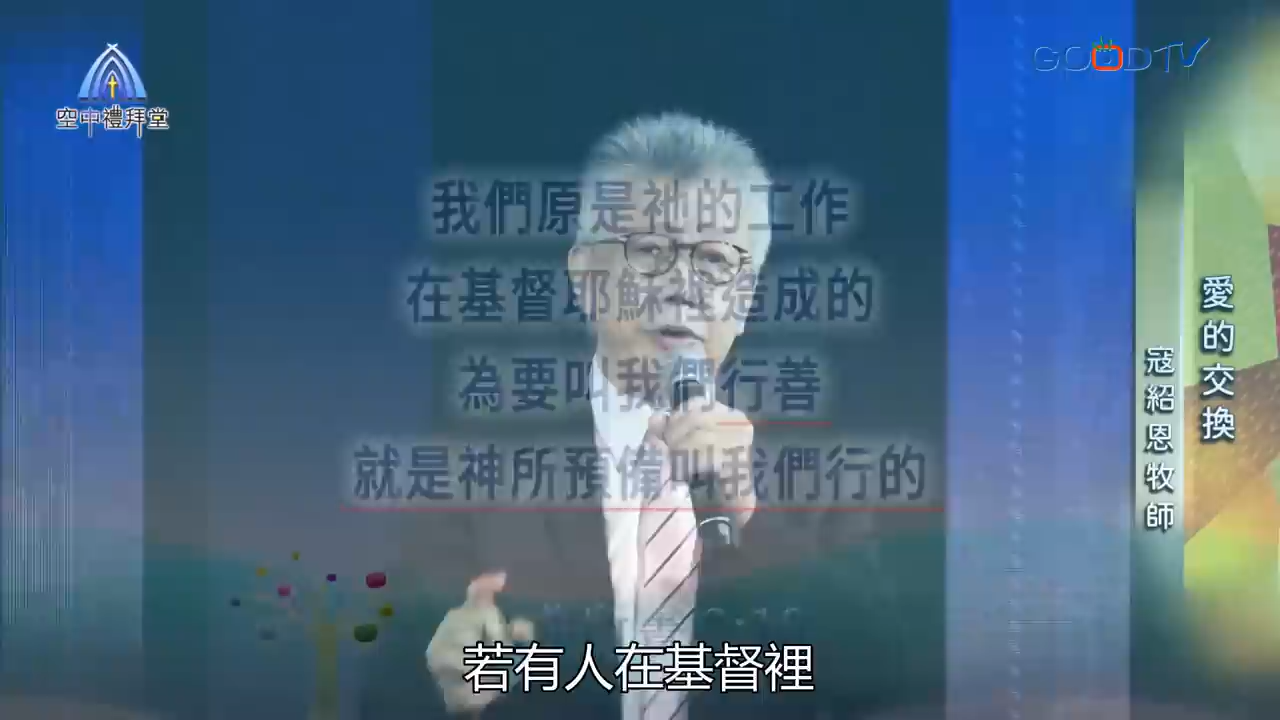 空中禮拜堂
GOODTV
我們原是祂的工作
在基督耶穌裡造成的
為要叫我們行善
就是神所預備叫我們行的
愛的交換
寇紹恩牧師
若有人在基督裡